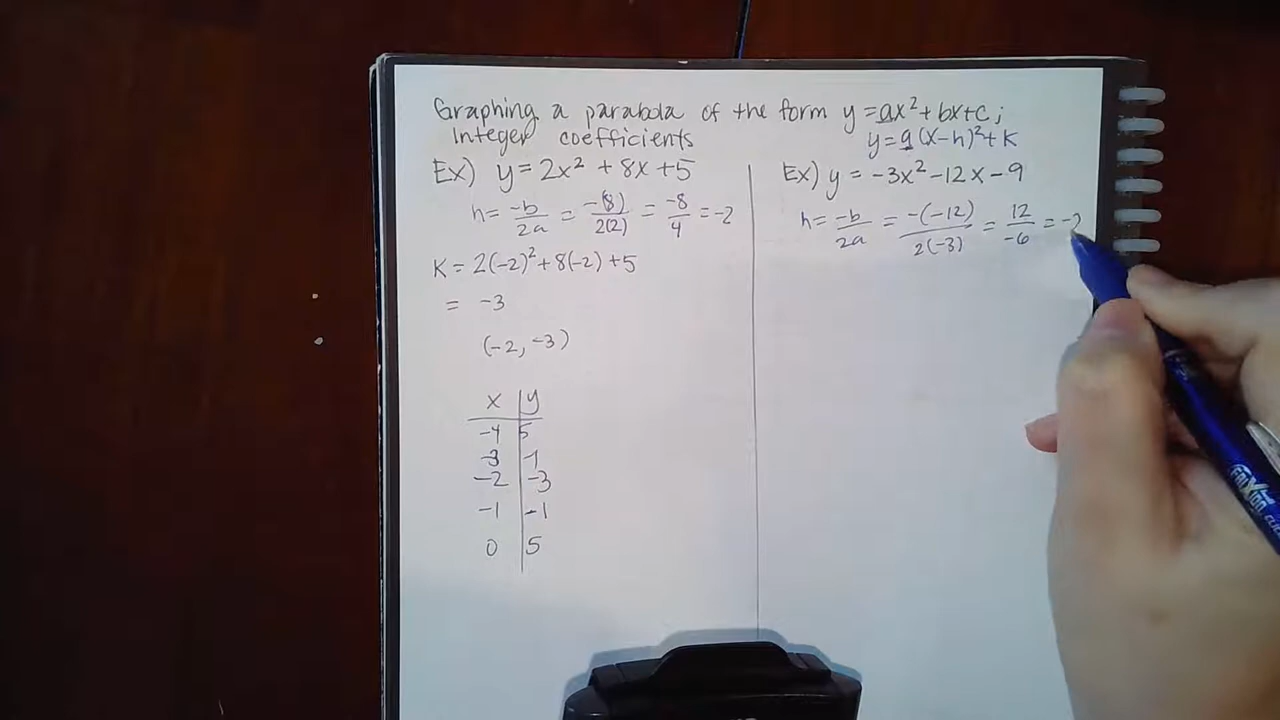 Graphing a parabola of the form y = ax² + bx + c;
Integer coefficients
y = a(x-h)² + k
Ex) y = 2x² + 8x + 5
h = -b/2a = -(8)/2(2) = -8/4 = -2
K = 2(-2)² + 8(-2) + 5
= -3
(-2, -3)
x | y
-4 | 5
-3 | -1
-2 | -3
-1 | -1
0 | 5
Ex) y = -3x² - 12x - 9
h = -b/2a = -(-12)/2(-3) = 12/-6 = -2